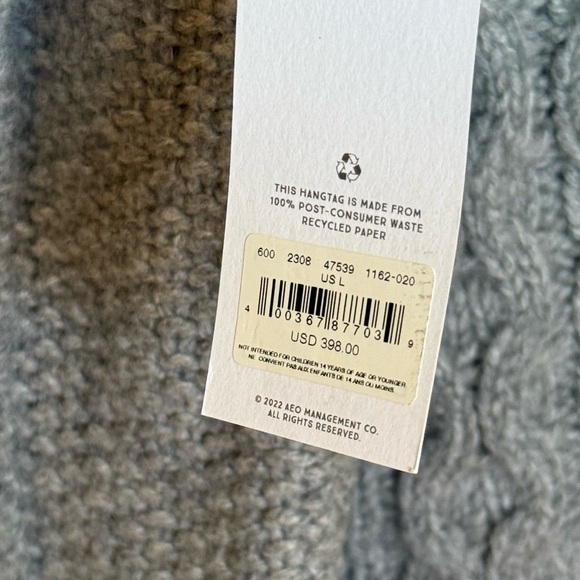 THIS HANGTAG IS MADE FROM
100% POST-CONSUMER WASTE
RECYCLED PAPER
600 2308 47539 1162-020
US L
4 00367 87703 9
USD 398.00
NOT INTENDED FOR CHILDREN 14 YEARS OF AGE OR YOUNGER
NE CONVIENT PAS AUX ENFANTS DE 14 ANS OU MOINS
© 2022 AEO MANAGEMENT CO.
ALL RIGHTS RESERVED.